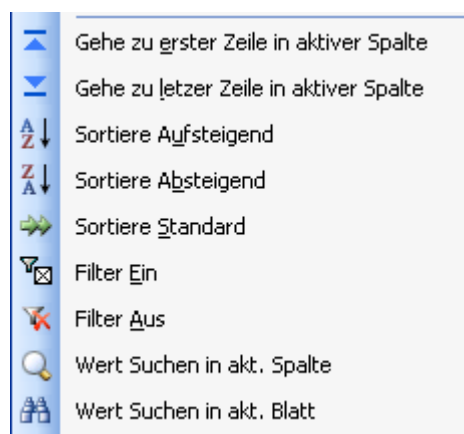 Gehe zu erster Zeile in aktiver Spalte
Gehe zu letzer Zeile in aktiver Spalte
Sortiere Aufsteigend
Sortiere Absteigend
Sortiere Standard
Filter Ein
Filter Aus
Wert Suchen in akt. Spalte
Wert Suchen in akt. Blatt